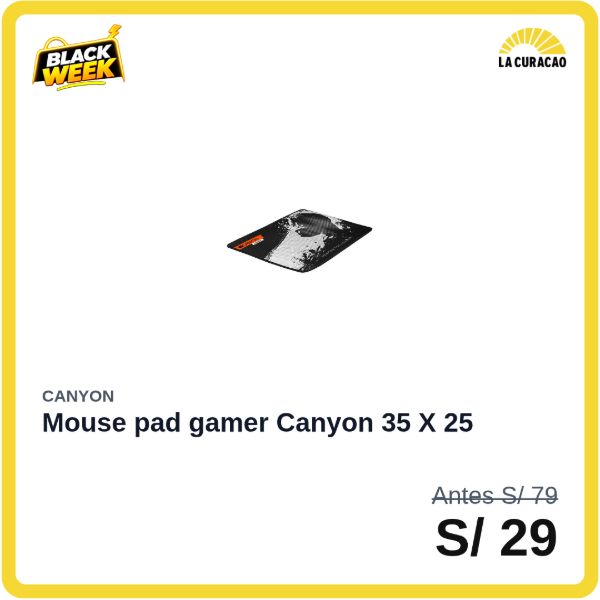 BLACK
WEEK
LA CURACAO
CANYON
Mouse pad gamer Canyon 35 X 25
Antes S/ 79
S/ 29